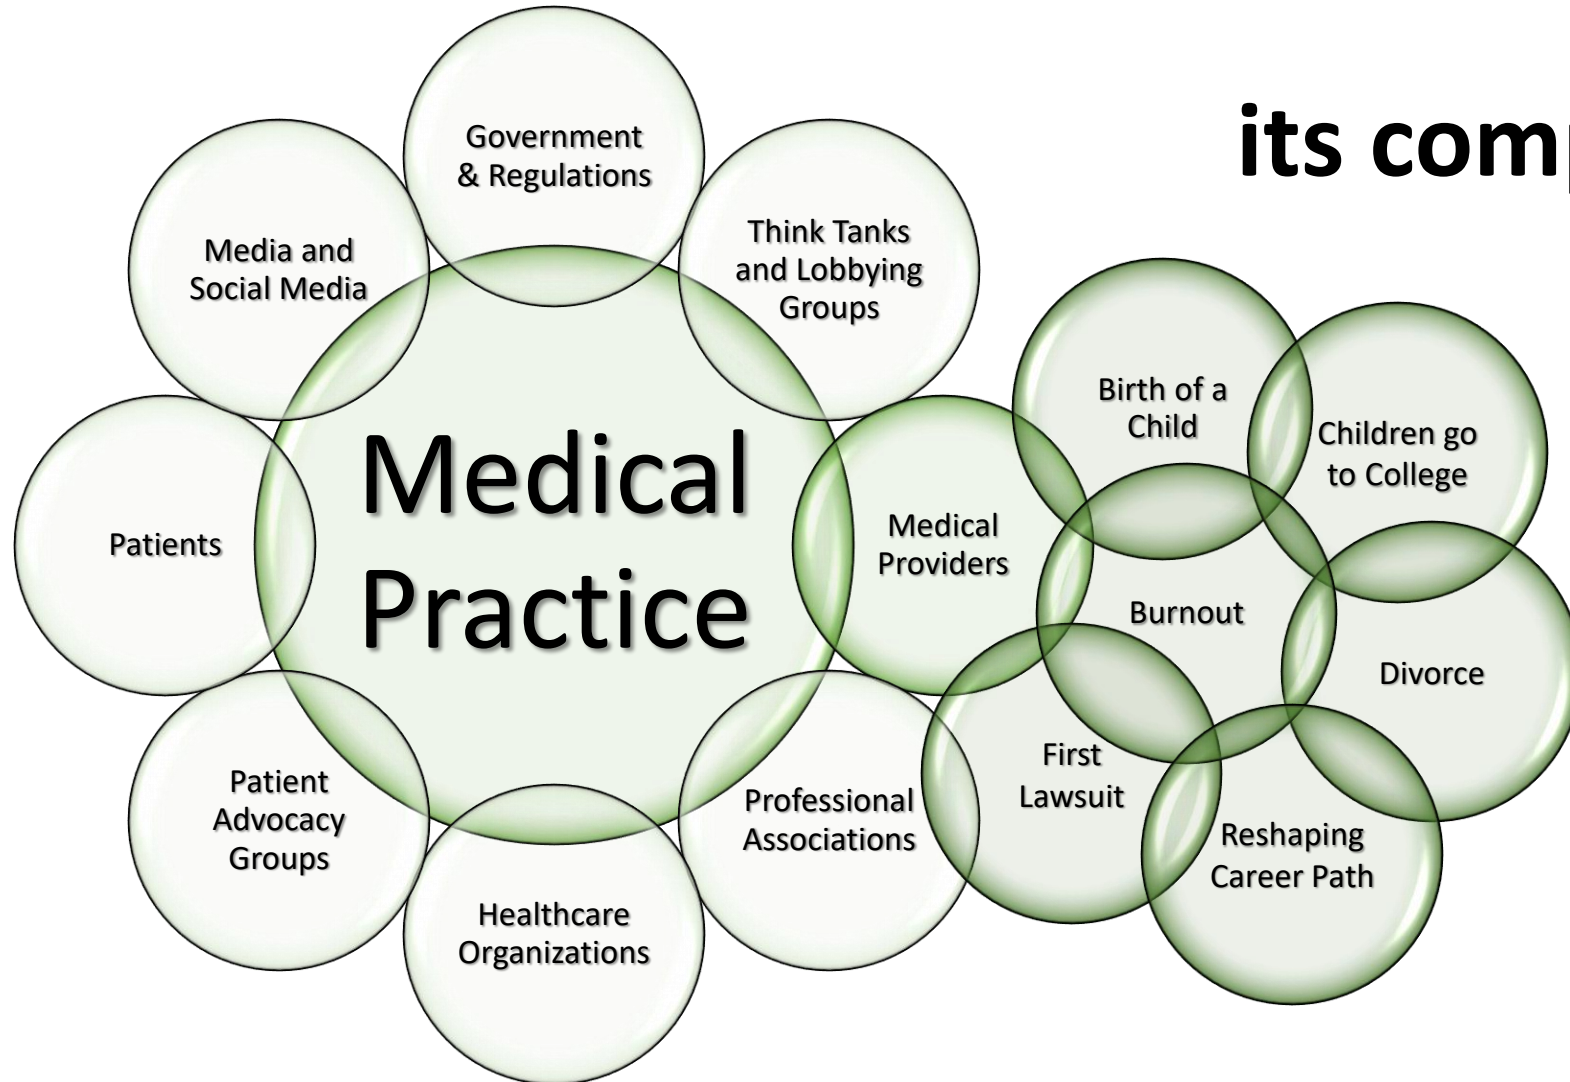 its comp
Government
& Regulations
Media and
Social Media
Think Tanks
and Lobbying
Groups
Patients
Medical
Practice
Medical
Providers
Patient
Advocacy
Groups
Healthcare
Organizations
Professional
Associations
Birth of a
Child
Children go
to College
Burnout
Divorce
First
Lawsuit
Reshaping
Career Path